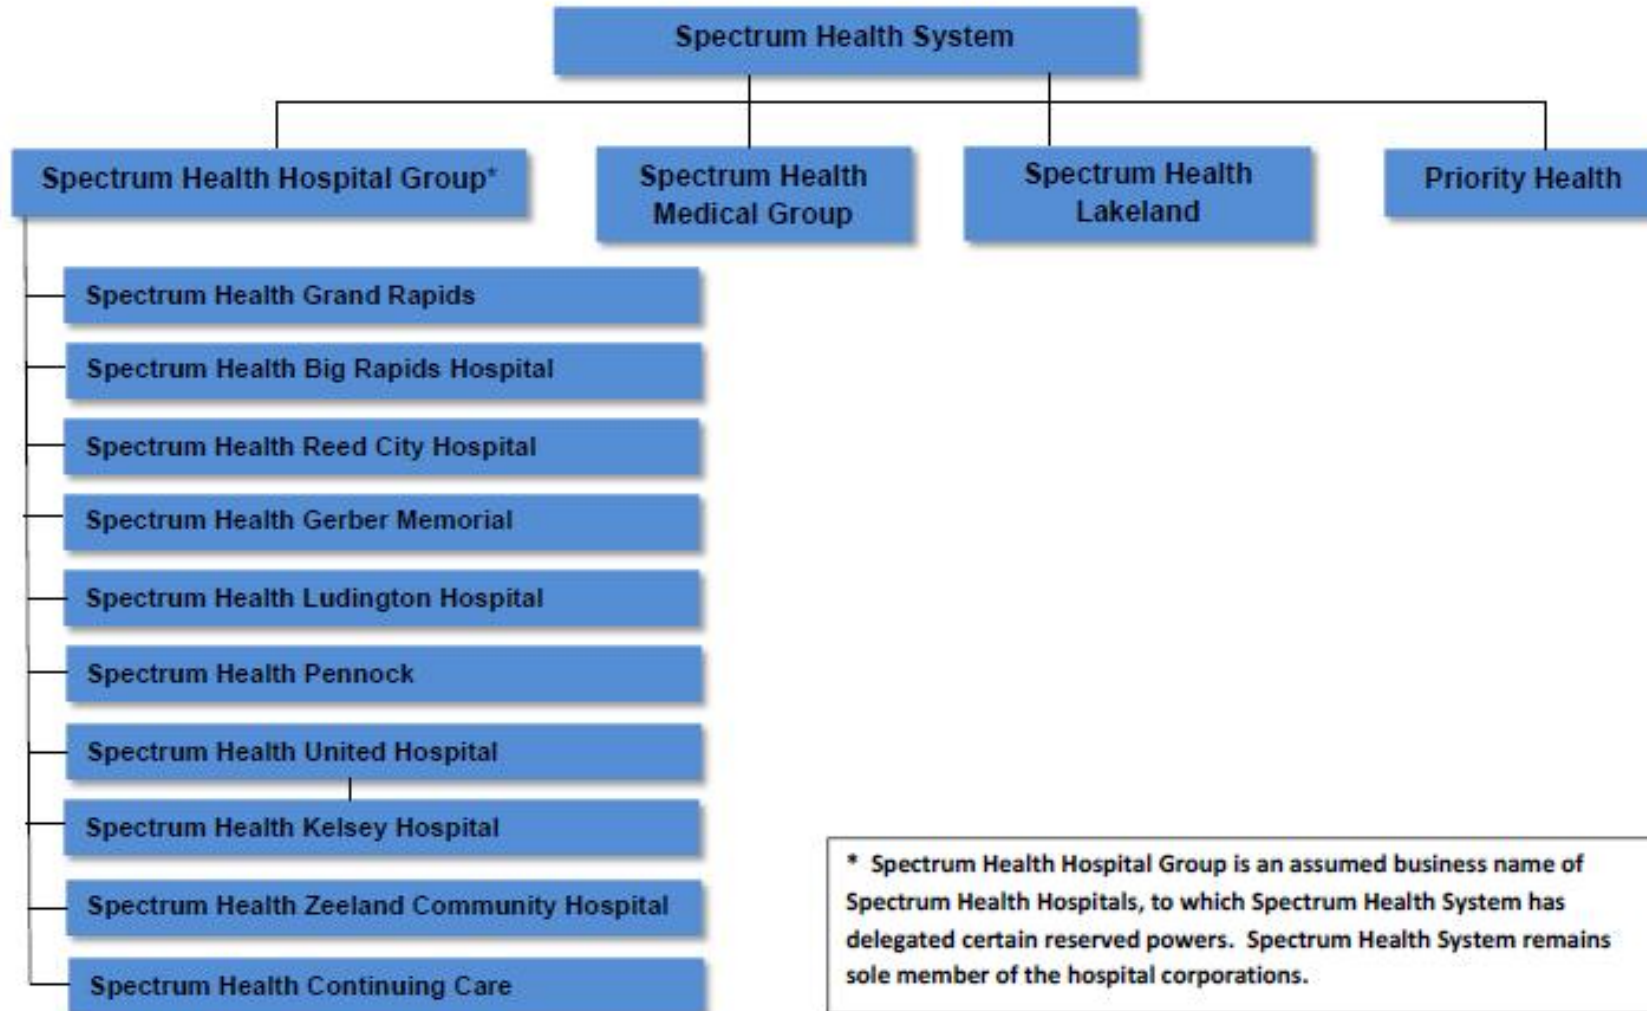 Spectrum Health System
Spectrum Health Hospital Group*
Spectrum Health
Medical Group
Spectrum Health
Lakeland
Priority Health
Spectrum Health Grand Rapids
Spectrum Health Big Rapids Hospital
Spectrum Health Reed City Hospital
Spectrum Health Gerber Memorial
Spectrum Health Ludington Hospital
Spectrum Health Pennock
Spectrum Health United Hospital
Spectrum Health Kelsey Hospital
Spectrum Health Zeeland Community Hospital
Spectrum Health Continuing Care
* Spectrum Health Hospital Group is an assumed business name of
Spectrum Health Hospitals, to which Spectrum Health System has
delegated certain reserved powers. Spectrum Health System remains
sole member of the hospital corporations.